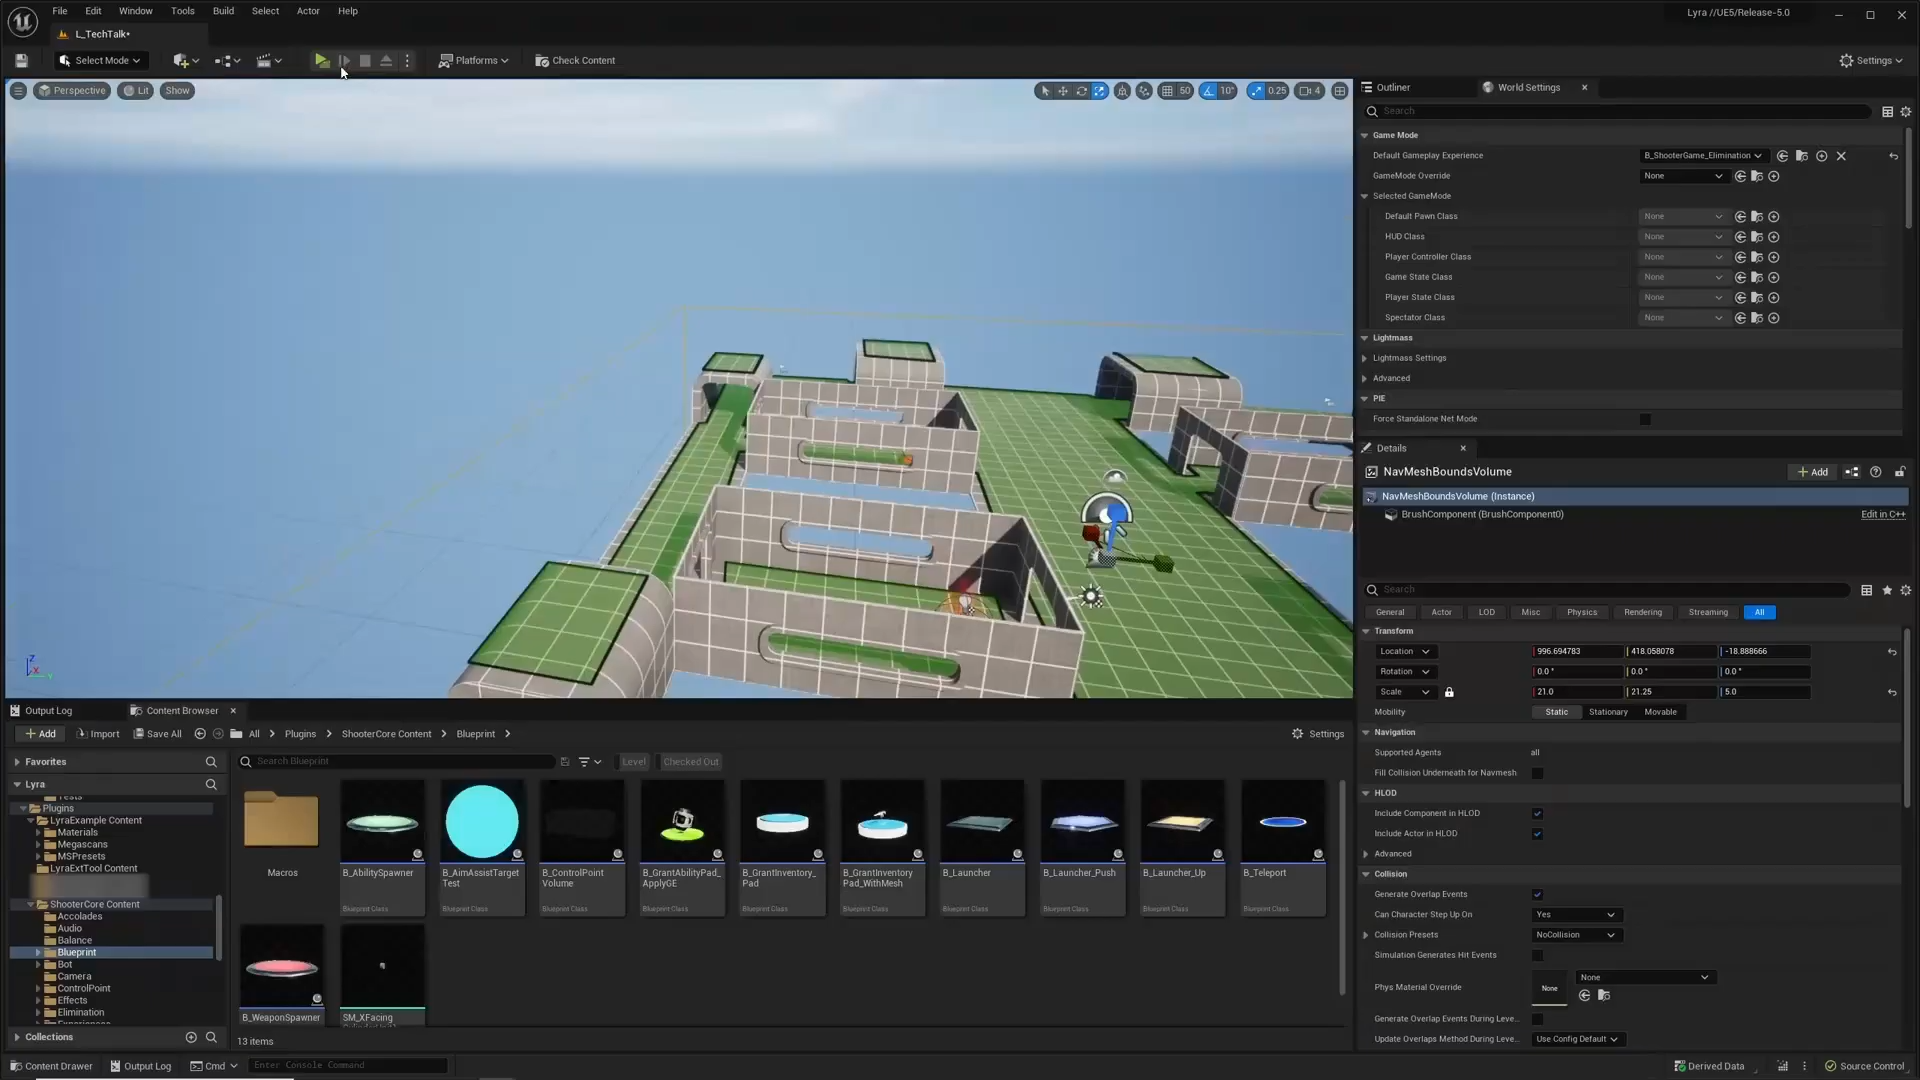 File Edit Window Tools Build Select Actor Help
Lyra //UE5/Release-5.0
L_TechTalk*
Select Mode
Platforms
Check Content
Settings
Perspective
Lit
Show
50
10°
0.25
4
Outliner
World Settings
Search
Game Mode
Default Gameplay Experience
B_ShooterGame_Elimination
GameMode Override
None
Selected GameMode
Default Pawn Class
None
HUD Class
None
Player Controller Class
None
Game State Class
None
Player State Class
None
Spectator Class
None
Lightmass
Lightmass Settings
Advanced
PIE
Force Standalone Net Mode
Details
NavMeshBoundsVolume
Add
NavMeshBoundsVolume (Instance)
BrushComponent (BrushComponent0)
Edit in C++
Search
General Actor LOD Misc Physics Rendering Streaming All
Transform
Location 996.694783 418.058078 -18.888666
Rotation 0.0 ° 0.0 ° 0.0 °
Scale 21.0 21.25 5.0
Mobility Static Stationary Movable
Navigation
Supported Agents all
Fill Collision Underneath for Navmesh
HLOD
Include Component in HLOD
Include Actor in HLOD
Advanced
Collision
Generate Overlap Events
Can Character Step Up On Yes
Collision Presets NoCollision
Simulation Generates Hit Events
Phys Material Override None None
Generate Overlap Events During Leve...
Update Overlaps Method During Leve... Use Config Default
Z
X
Y
Output Log
Content Browser
Add
Import
Save All
All
Plugins
ShooterCore Content
Blueprint
Settings
Favorites
Search Blueprint
Level
Checked Out
Lyra
Tests
Plugins
LyraExample Content
Materials
Megascans
MSPresets
LyraExtTool Content
ShooterCore Content
Accolades
Audio
Balance
Blueprint
Bot
Camera
ControlPoint
Effects
Elimination
Experiences
Collections
Macros
B_AbilitySpawner
Blueprint Class
B_AimAssistTarget
Test
Blueprint Class
B_ControlPoint
Volume
Blueprint Class
B_GrantAbilityPad_
ApplyGE
Blueprint Class
B_GrantInventory_
Pad
Blueprint Class
B_GrantInventory
Pad_WithMesh
Blueprint Class
B_Launcher
Blueprint Class
B_Launcher_Push
Blueprint Class
B_Launcher_Up
Blueprint Class
B_Teleport
Blueprint Class
B_WeaponSpawner
SM_XFacing
13 items
Content Drawer
Output Log
Cmd
Enter Console Command
Derived Data
Source Control